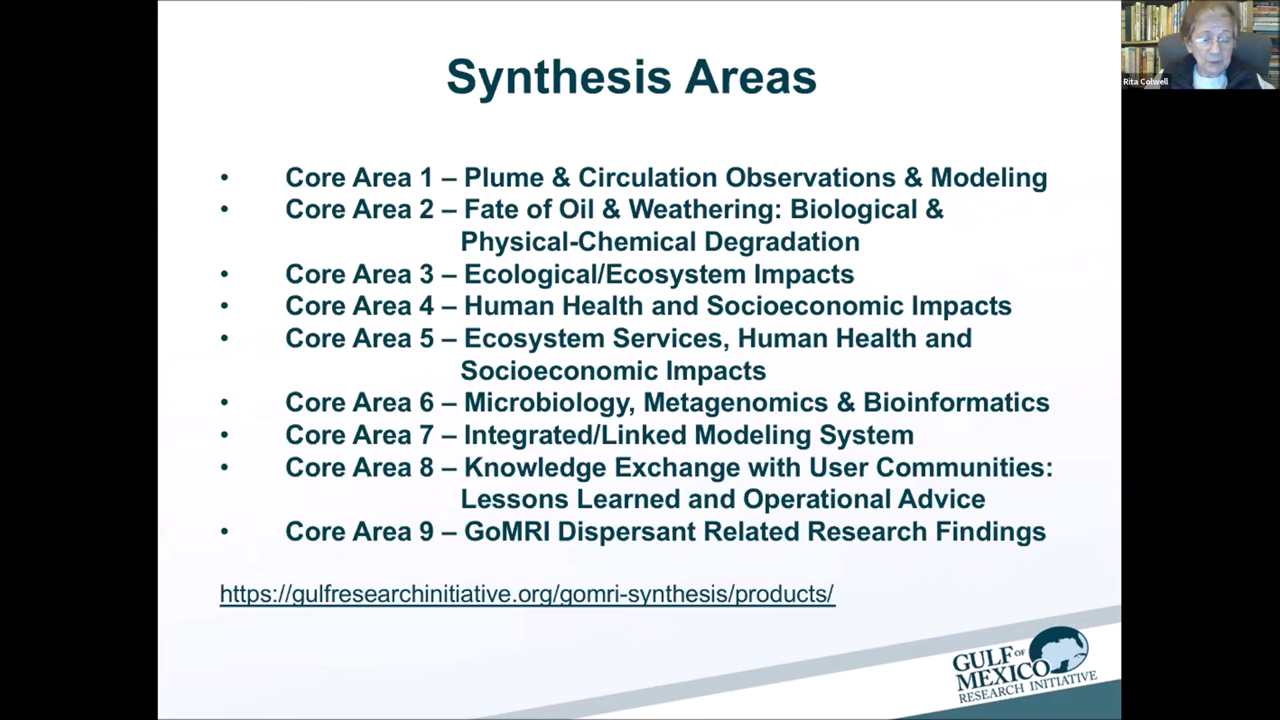 Synthesis Areas
Rita Colwell
• Core Area 1 – Plume & Circulation Observations & Modeling
• Core Area 2 – Fate of Oil & Weathering: Biological &
Physical-Chemical Degradation
• Core Area 3 – Ecological/Ecosystem Impacts
• Core Area 4 – Human Health and Socioeconomic Impacts
• Core Area 5 – Ecosystem Services, Human Health and
Socioeconomic Impacts
• Core Area 6 – Microbiology, Metagenomics & Bioinformatics
• Core Area 7 – Integrated/Linked Modeling System
• Core Area 8 – Knowledge Exchange with User Communities:
Lessons Learned and Operational Advice
• Core Area 9 – GoMRI Dispersant Related Research Findings
https://gulfresearchinitiative.org/gomri-synthesis/products/
GULF OF
MEXICO
RESEARCH INITIATIVE